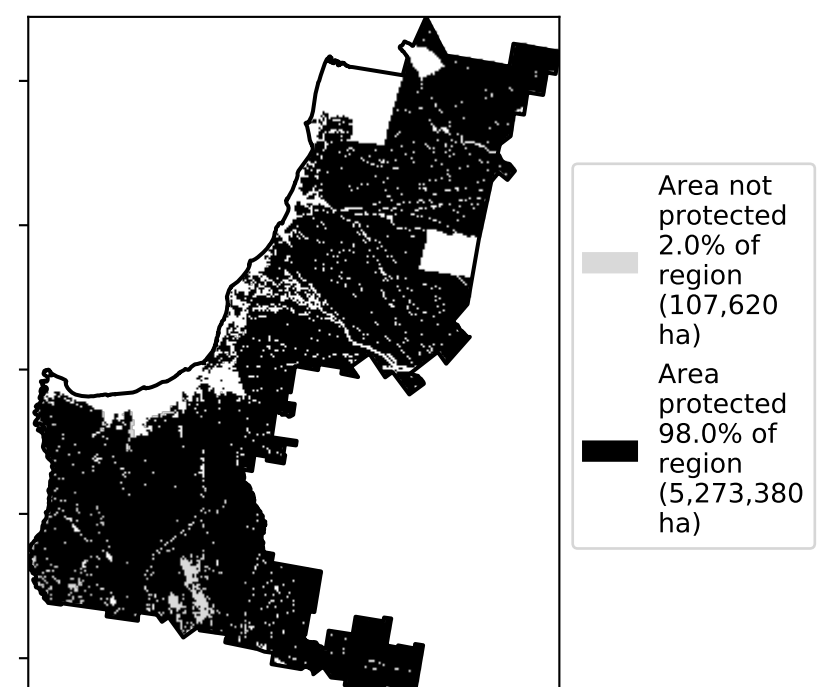 Area not
protected
2.0% of
region
(107,620
ha)
Area
protected
98.0% of
region
(5,273,380
ha)